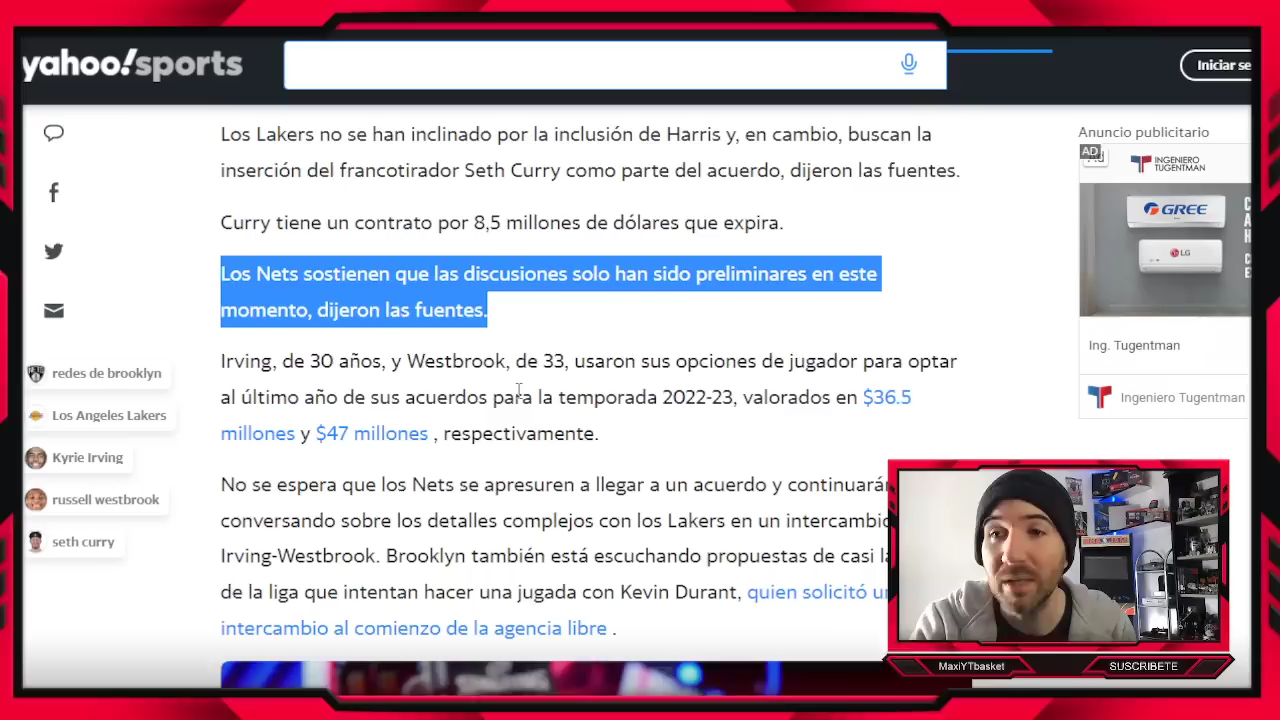 yahoo!sports
Iniciar se
Los Lakers no se han inclinado por la inclusión de Harris y, en cambio, buscan la
inserción del francotirador Seth Curry como parte del acuerdo, dijeron las fuentes.
Curry tiene un contrato por 8,5 millones de dólares que expira.
Los Nets sostienen que las discusiones solo han sido preliminares en este
momento, dijeron las fuentes.
Irving, de 30 años, y Westbrook, de 33, usaron sus opciones de jugador para optar
al último año de sus acuerdos para la temporada 2022-23, valorados en $36.5
millones y $47 millones , respectivamente.
No se espera que los Nets se apresuren a llegar a un acuerdo y continuarán
conversando sobre los detalles complejos con los Lakers en un intercambio
Irving-Westbrook. Brooklyn también está escuchando propuestas de casi la
de la liga que intentan hacer una jugada con Kevin Durant, quien solicitó un
intercambio al comienzo de la agencia libre .
redes de brooklyn
Los Angeles Lakers
Kyrie Irving
russell westbrook
seth curry
Anuncio publicitario
AD
INGENIERO
TUGENTMAN
GREE
LG
Ing. Tugentman
Ingeniero Tugentman
MaxiYTbasket
SUSCRIBETE